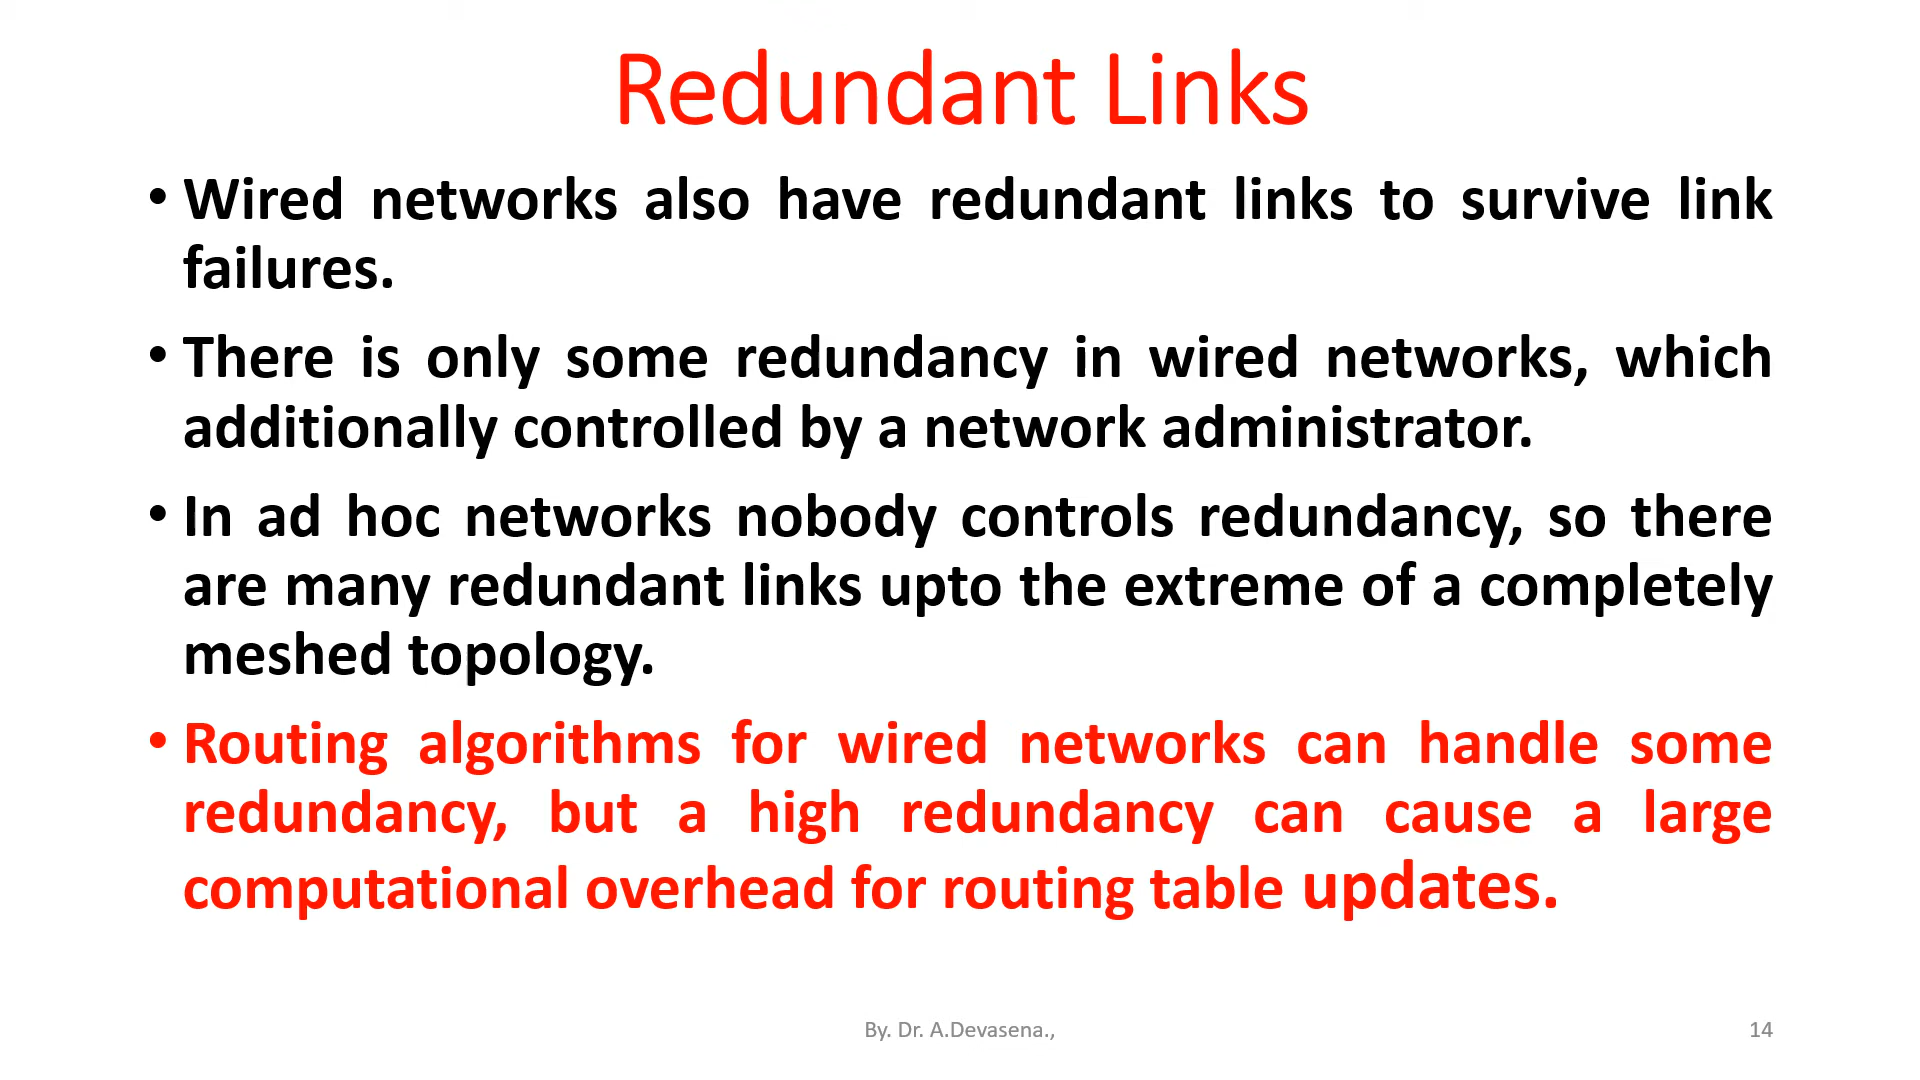 Redundant Links
• Wired networks also have redundant links to survive link
failures.
• There is only some redundancy in wired networks, which
additionally controlled by a network administrator.
• In ad hoc networks nobody controls redundancy, so there
are many redundant links upto the extreme of a completely
meshed topology.
• Routing algorithms for wired networks can handle some
redundancy, but a high redundancy can cause a large
computational overhead for routing table updates.
By. Dr. A.Devasena.,
14